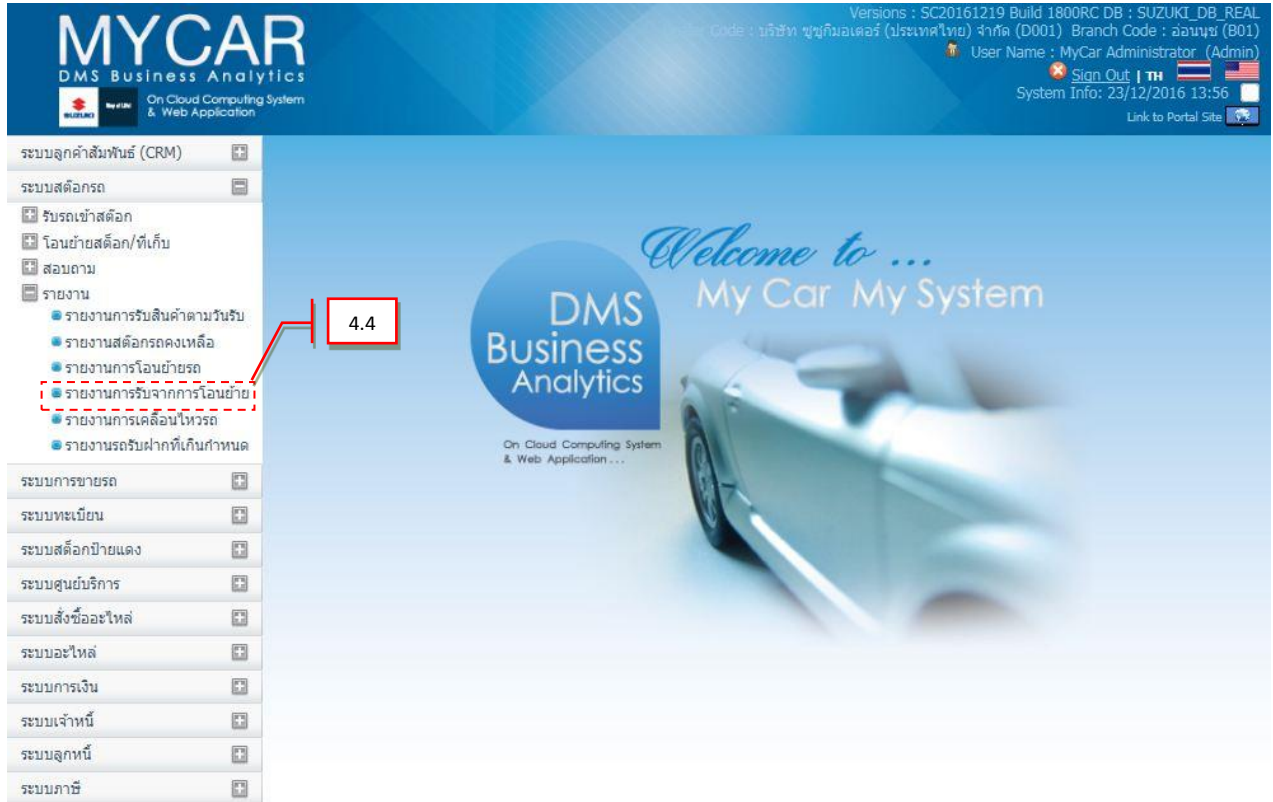 MYCAR
DMS Business Analytics
On Cloud Computing System
& Web Application
SUZUKI
Versions : SC20161219 Build 1800RC DB : SUZUKI_DB_REAL
Code : บริษัท ซูซูกิมอเตอร์ (ประเทศไทย) จำกัด (D001) Branch Code : อ่อนนุช (B01)
User Name : MyCar Administrator (Admin)
Sign Out | TH
System Info: 23/12/2016 13:56
Link to Portal Site
ระบบลูกค้าสัมพันธ์ (CRM)
ระบบสต๊อกรถ
รับรถเข้าสต๊อก
โอนย้ายสต็อก/ที่เก็บ
สอบถาม
รายงาน
รายงานการรับสินค้าตามวันรับ
รายงานสต๊อกรถคงเหลือ
รายงานการโอนย้ายรถ
รายงานการรับจากการโอนย้าย
รายงานการเคลื่อนไหวรถ
รายงานรถรับฝากที่เกินกำหนด
4.4
ระบบการขายรถ
ระบบทะเบียน
ระบบสต็อกป้ายแดง
ระบบศูนย์บริการ
ระบบสั่งซื้ออะไหล่
ระบบอะไหล่
ระบบการเงิน
ระบบเจ้าหนี้
ระบบลูกหนี้
ระบบภาษี
Welcome to ...
My Car My System
DMS
Business
Analytics
On Cloud Computing System
& Web Application ...